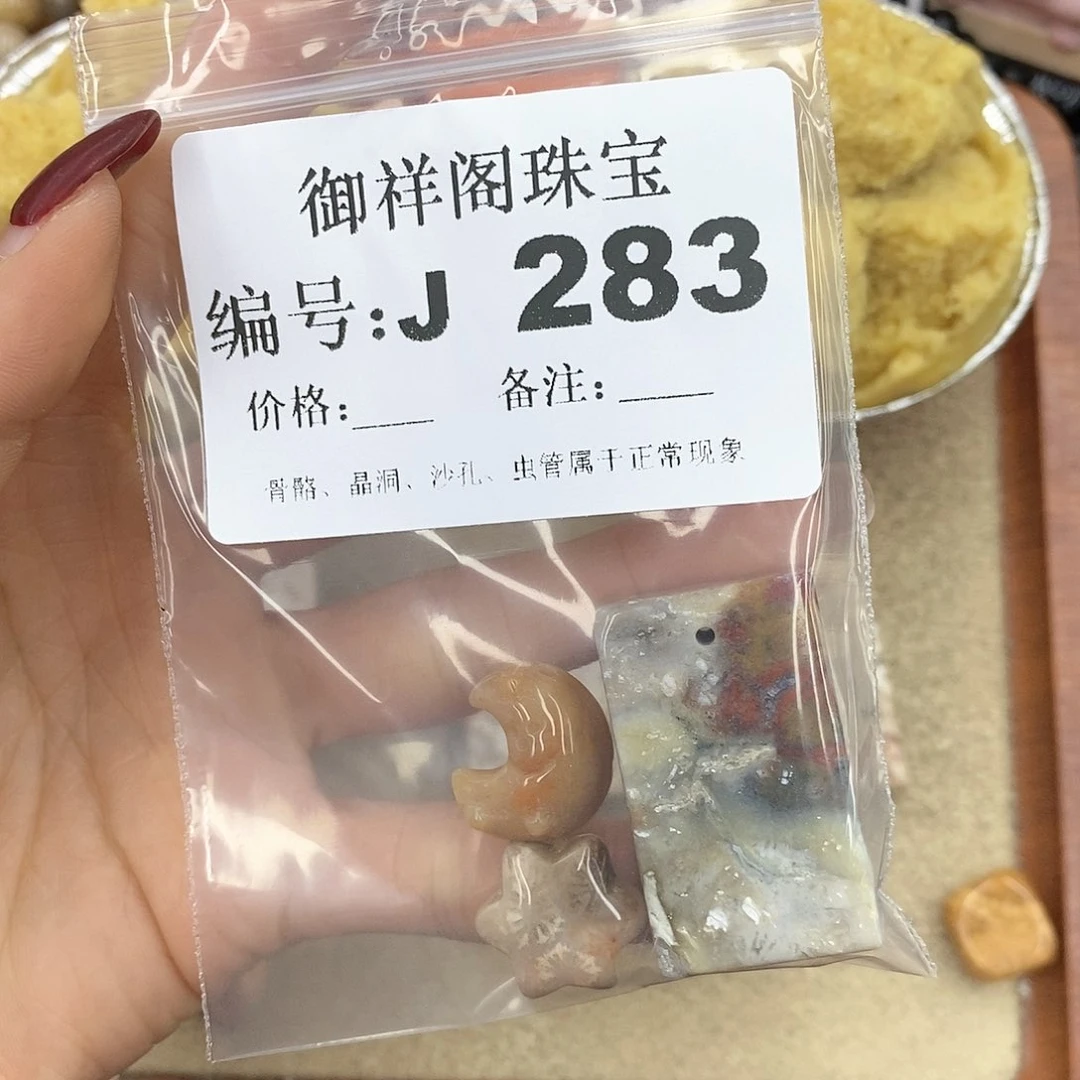 御祥阁珠宝
编号:J 283
价格:____ 备注:____
骨骼、晶洞、沙孔、虫管属于正常现象